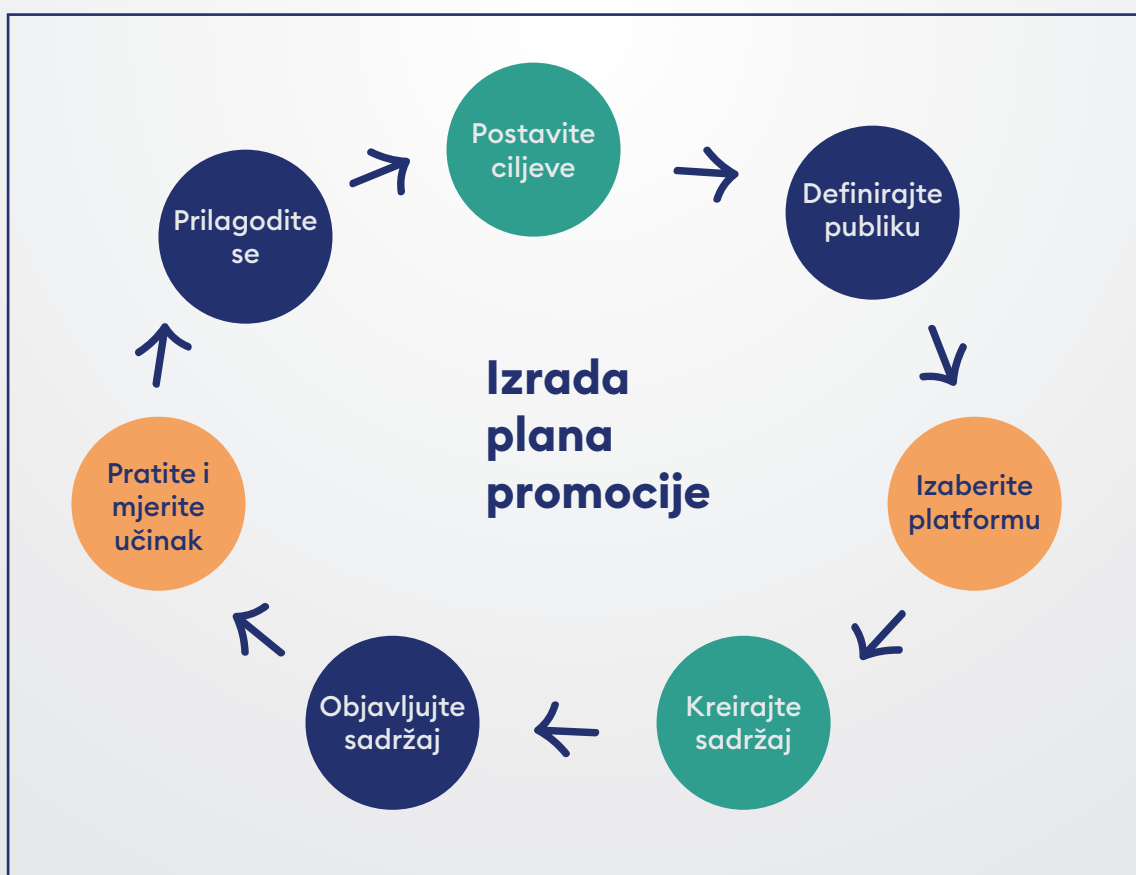 Postavite
ciljeve
Definirajte
publiku
Izaberite
platformu
Kreirajte
sadržaj
Objavljujte
sadržaj
Pratite i
mjerite
učinak
Prilagodite
se
Izrada
plana
promocije